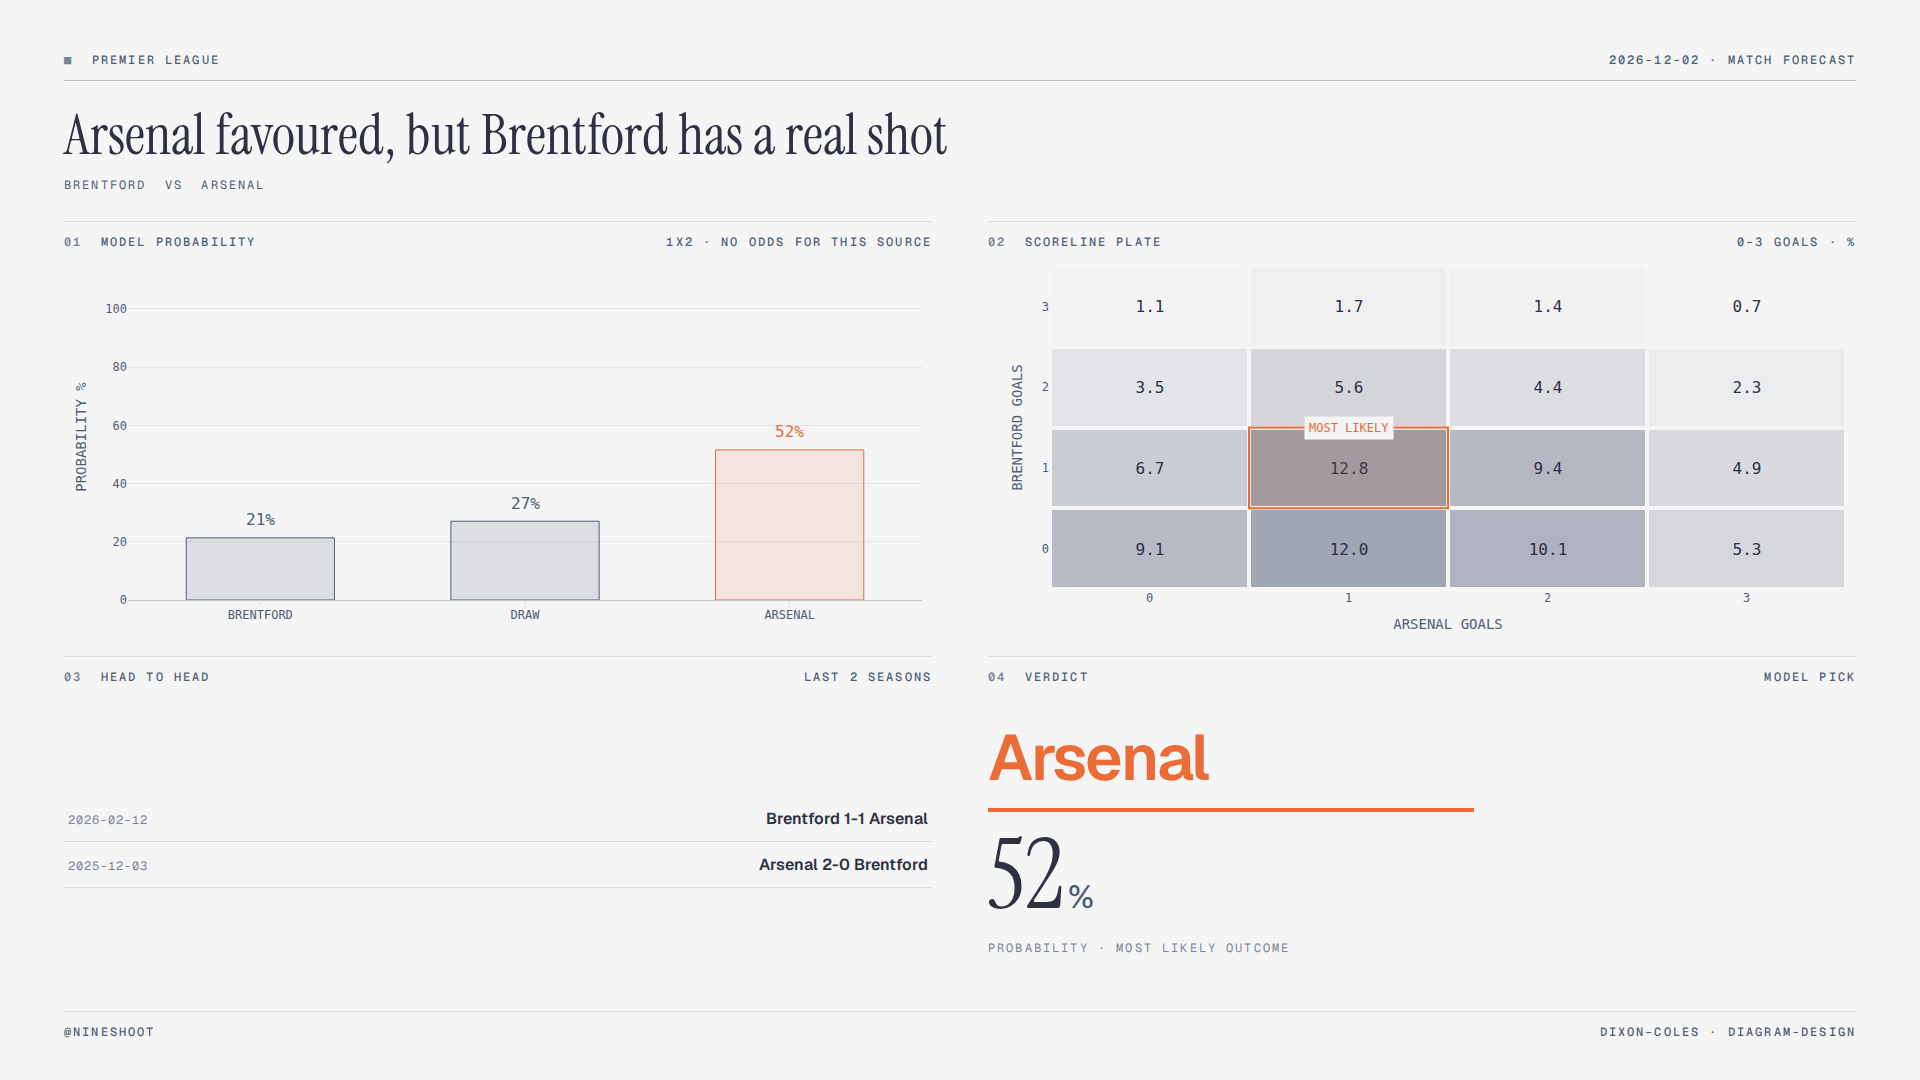 PREMIER LEAGUE
2026-12-02 · MATCH FORECAST
Arsenal favoured, but Brentford has a real shot
BRENTFORD VS ARSENAL
01 MODEL PROBABILITY
1X2 · NO ODDS FOR THIS SOURCE
PROBABILITY %
100
80
60
40
20
0
21%
27%
52%
BRENTFORD
DRAW
ARSENAL
02 SCORELINE PLATE
0–3 GOALS · %
BRENTFORD GOALS
3 1.1 1.7 1.4 0.7
2 3.5 5.6 4.4 2.3
MOST LIKELY
1 6.7 12.8 9.4 4.9
0 9.1 12.0 10.1 5.3
0 1 2 3
ARSENAL GOALS
03 HEAD TO HEAD
LAST 2 SEASONS
2026-02-12 Brentford 1-1 Arsenal
2025-12-03 Arsenal 2-0 Brentford
04 VERDICT
MODEL PICK
Arsenal
52%
PROBABILITY · MOST LIKELY OUTCOME
@NINESHOOT
DIXON-COLES · DIAGRAM-DESIGN